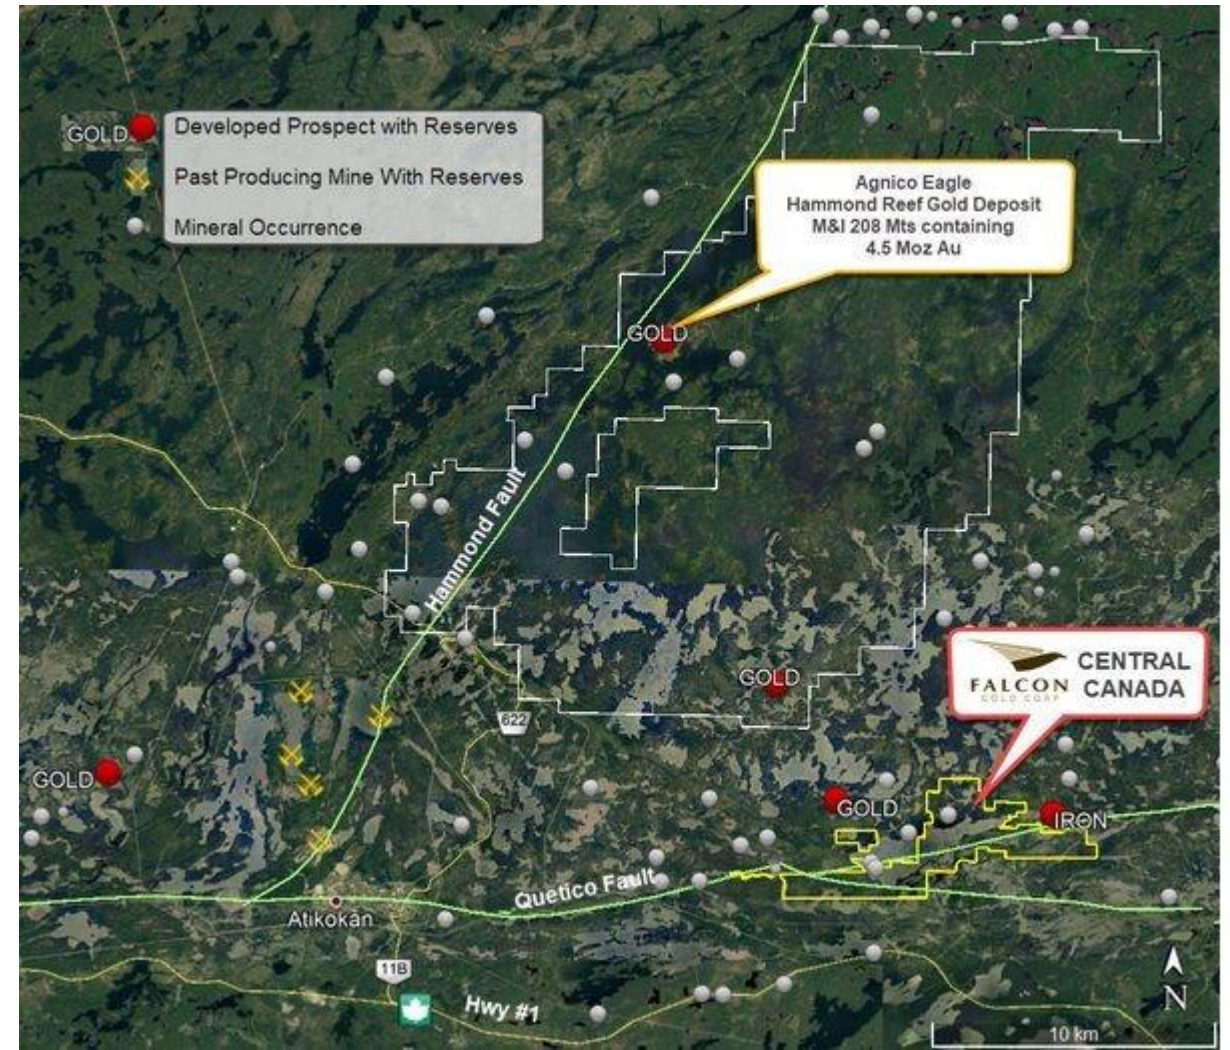 GOLD
Developed Prospect with Reserves
Past Producing Mine With Reserves
Mineral Occurrence
Agnico Eagle
Hammond Reef Gold Deposit
M&I 208 Mts containing
4.5 Moz Au
GOLD
Hammond Fault
FALCON
GOLD CORP
CENTRAL
CANADA
GOLD
622
GOLD
GOLD
IRON
Quetico Fault
Atikokan
11B
Hwy #1
N
10 km